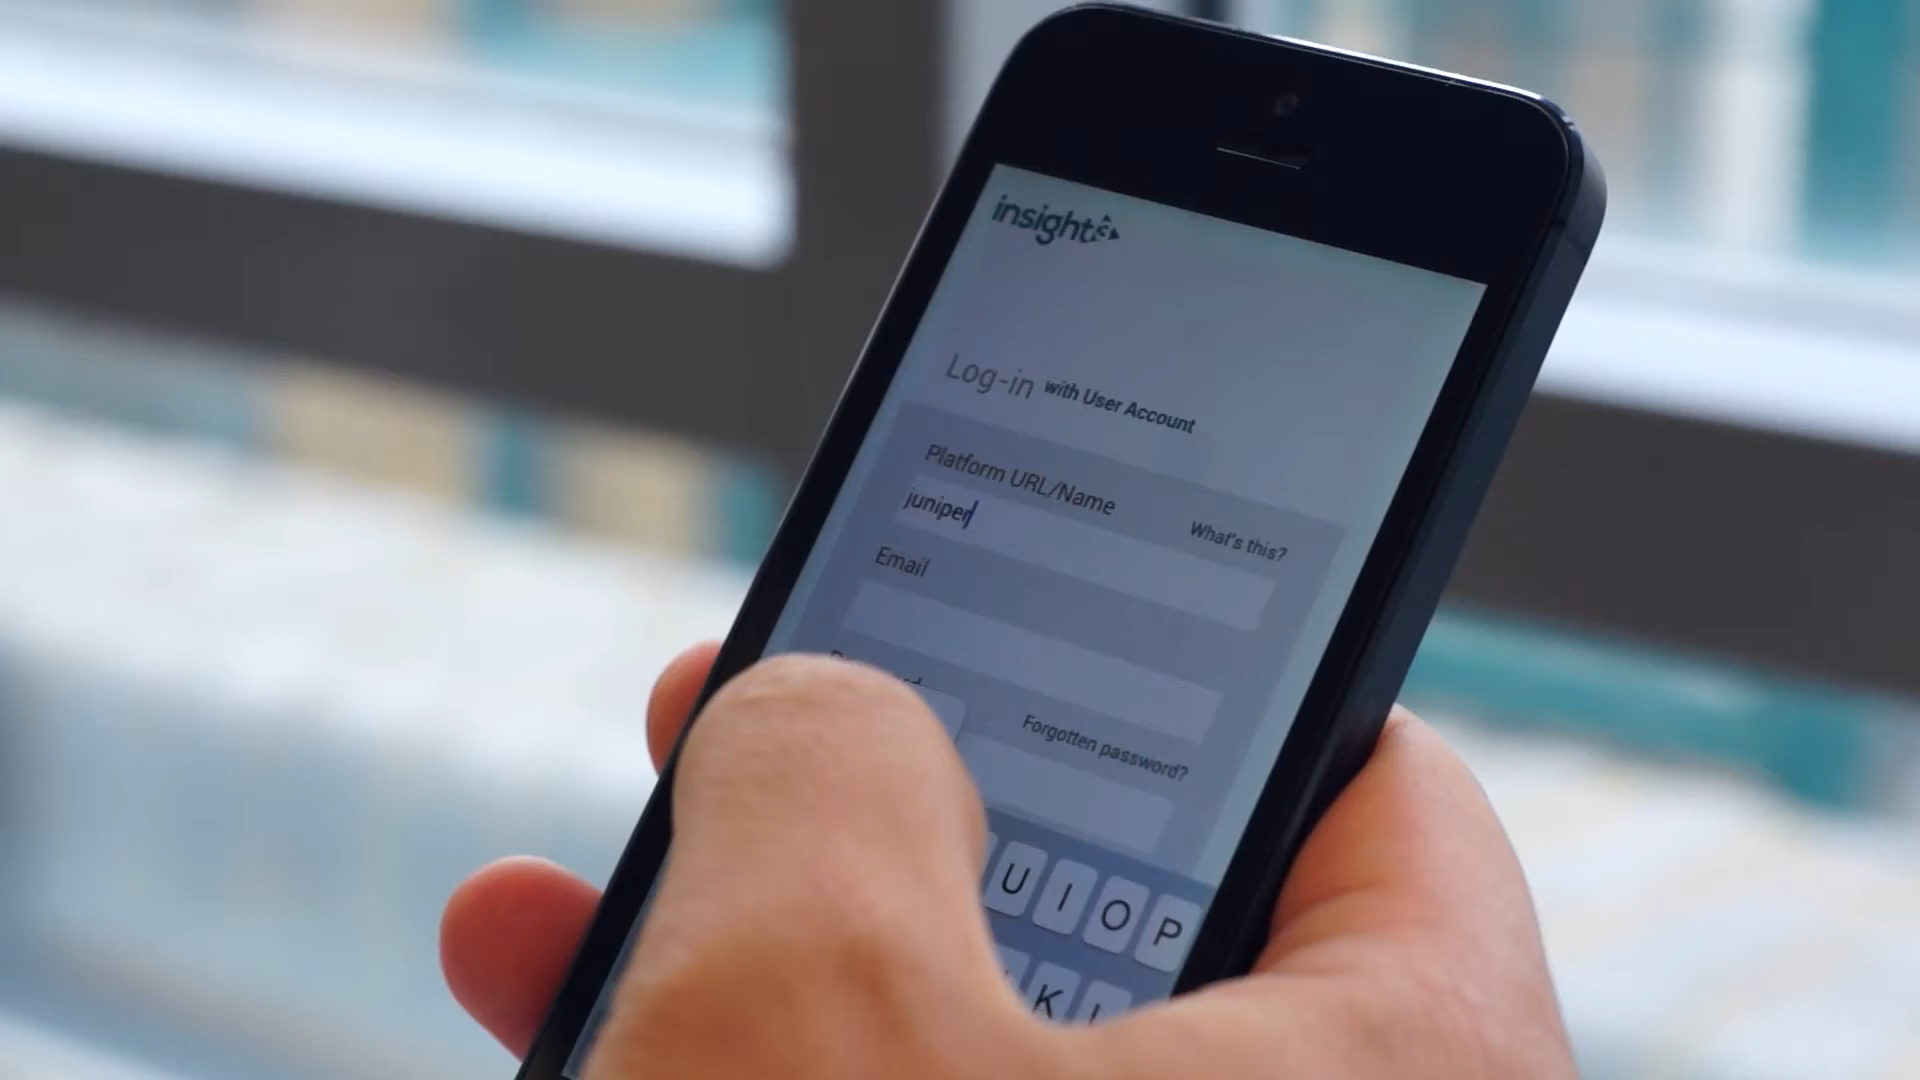 insight
Log-in with User Account
Platform URL/Name
What's this?
juniper
Email
Forgotten password?
U I O P
K